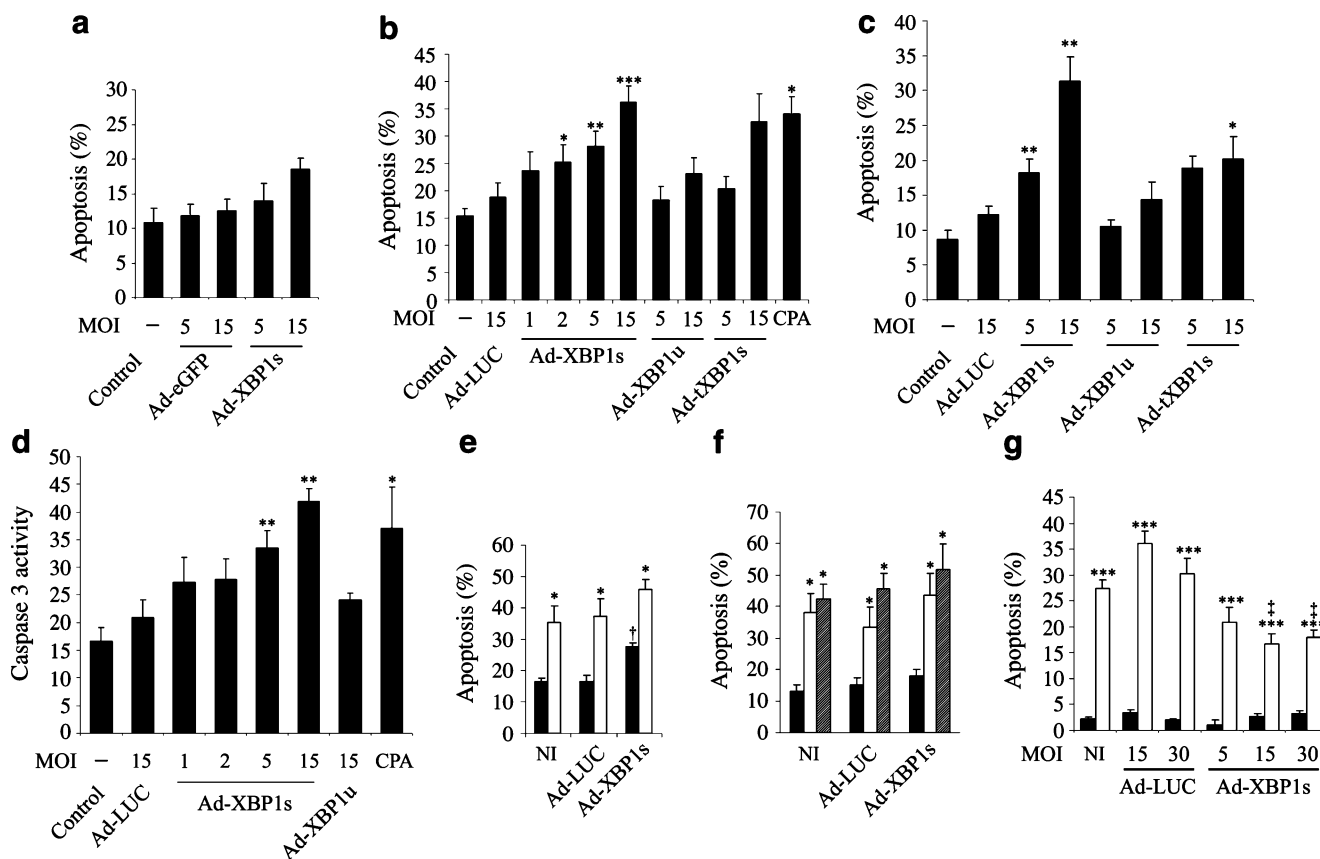 a
Apoptosis (%)
30
25
20
15
10
5
0
MOI – 5 15 5 15
Control
Ad-eGFP
Ad-XBP1s
b
Apoptosis (%)
45
40
35
30
25
20
15
10
5
0
* ** *** *
MOI – 15 1 2 5 15 5 15 5 15 CPA
Control
Ad-LUC
Ad-XBP1s
Ad-XBP1u
Ad-tXBP1s
c
Apoptosis (%)
40
35
30
25
20
15
10
5
0
** ** *
MOI – 15 5 15 5 15 5 15
Control
Ad-LUC
Ad-XBP1s
Ad-XBP1u
Ad-tXBP1s
d
Caspase 3 activity
50
45
40
35
30
25
20
15
10
5
0
** ** *
MOI – 15 1 2 5 15 15 CPA
Control
Ad-LUC
Ad-XBP1s
Ad-XBP1u
e
Apoptosis (%)
60
50
40
30
20
10
0
* * † *
NI
Ad-LUC
Ad-XBP1s
f
Apoptosis (%)
70
60
50
40
30
20
10
0
* * * * * *
NI
Ad-LUC
Ad-XBP1s
g
Apoptosis (%)
45
40
35
30
25
20
15
10
5
0
*** *** *** *** ‡ *** ‡ ***
MOI NI 15 30 5 15 30
Ad-LUC Ad-XBP1s